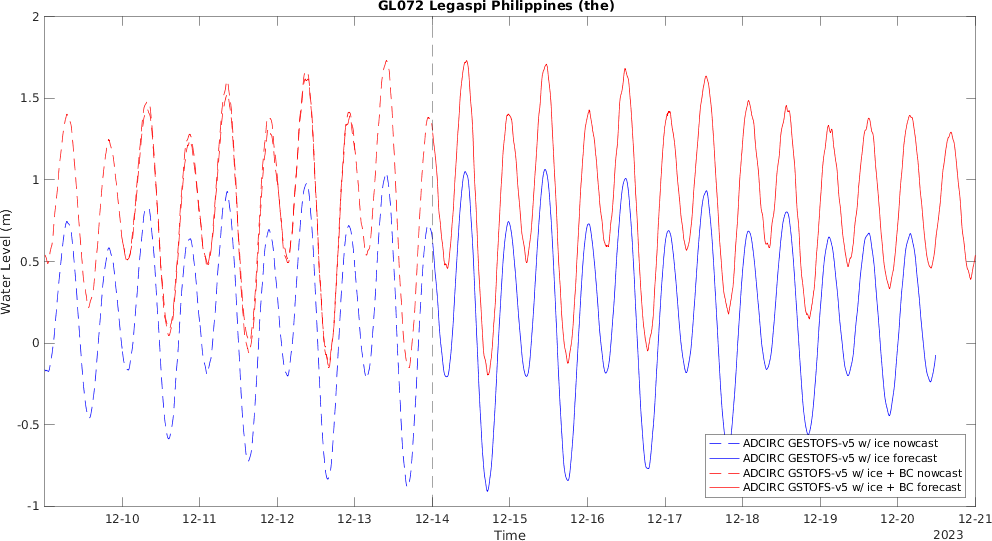 GL072 Legaspi Philippines (the)
2
1.5
1
0.5
0
-0.5
-1
Water Level (m)
ADCIRC GESTOFS-v5 w/ ice nowcast
ADCIRC GESTOFS-v5 w/ ice forecast
ADCIRC GSTOFS-v5 w/ ice + BC nowcast
ADCIRC GSTOFS-v5 w/ ice + BC forecast
12-10 12-11 12-12 12-13 12-14 12-15 12-16 12-17 12-18 12-19 12-20 12-21
Time
2023